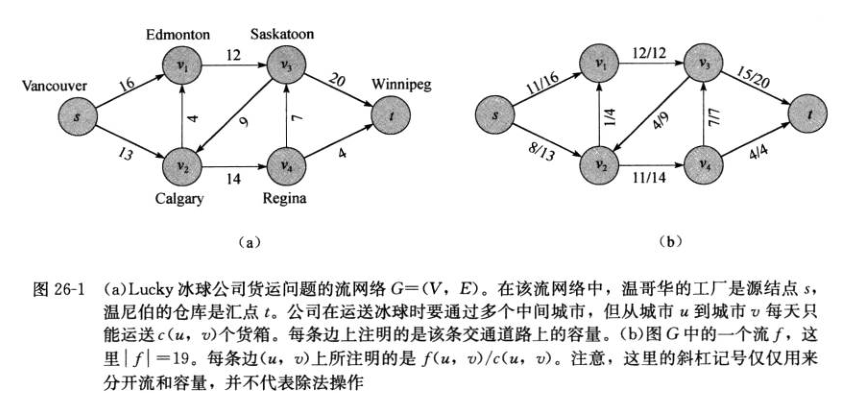 Edmonton Saskatoon
Vancouver Winnipeg
v₁ 12 v₃
16 20
s 4 9 7 t
13 4
v₂ 14 v₄
Calgary Regina
(a)
v₁ 12/12 v₃
11/16 15/20
s 1/4 4/9 7/7 t
8/13 4/4
v₂ 11/14 v₄
(b)
图 26-1 (a)Lucky 冰球公司货运问题的流网络 G=(V, E)。在该流网络中，温哥华的工厂是源结点 s，
温尼伯的仓库是汇点 t。公司在运送冰球时要通过多个中间城市，但从城市 u 到城市 v 每天只
能运送 c(u, v)个货箱。每条边上注明的是该条交通道路上的容量。(b)图 G 中的一个流 f，这
里|f|=19。每条边(u, v)上所注明的是 f(u, v)/c(u, v)。注意，这里的斜杠记号仅仅用来
分开流和容量，并不代表除法操作